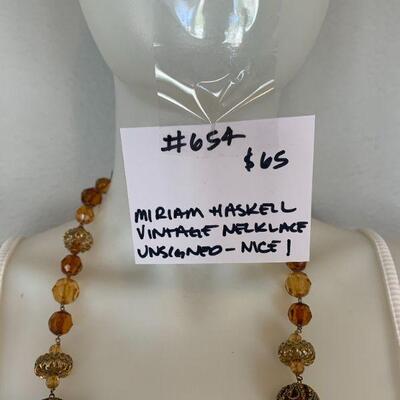 #654
$65
MIRIAM HASKELL
VINTAGE NECKLACE
UNSIGNED - NICE!